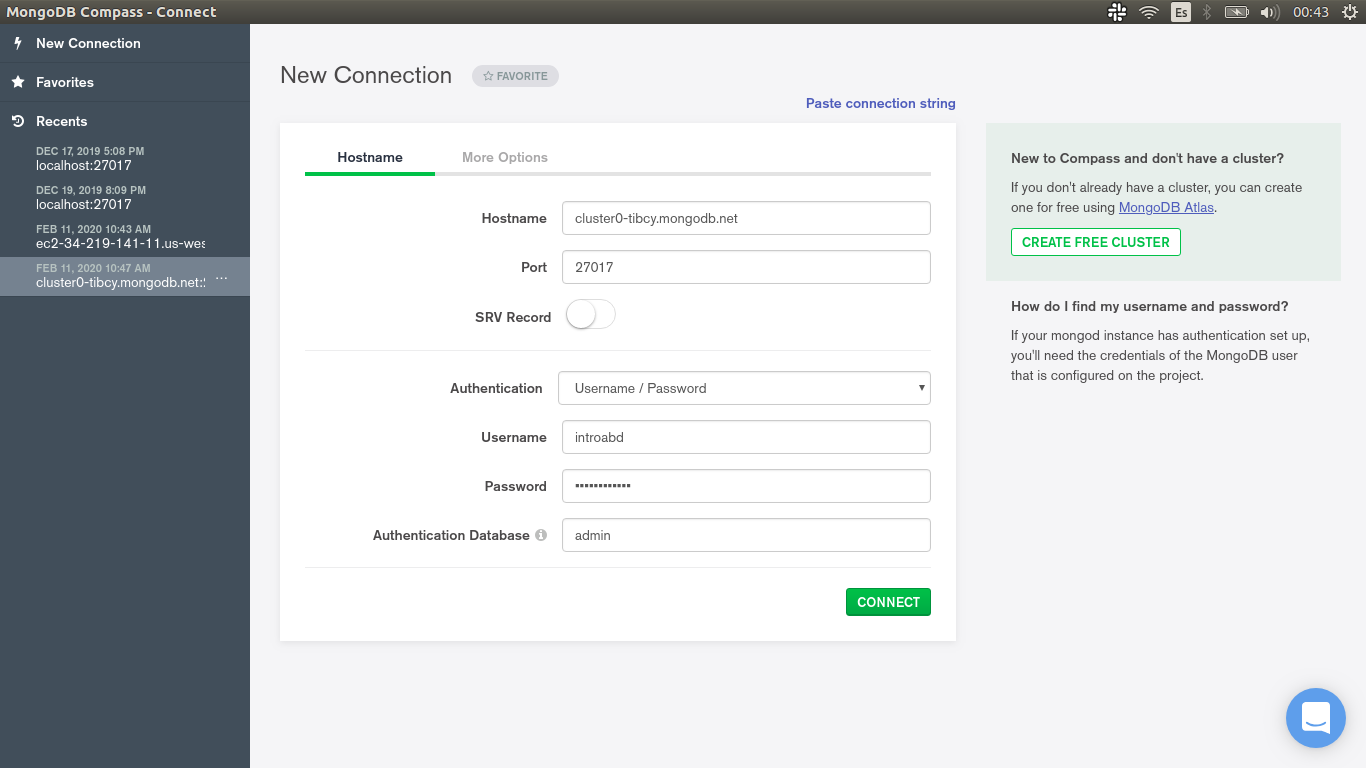 MongoDB Compass - Connect
Es
00:43
New Connection
Favorites
Recents
DEC 17, 2019 5:08 PM
localhost:27017
DEC 19, 2019 8:09 PM
localhost:27017
FEB 11, 2020 10:43 AM
ec2-34-219-141-11.us-wes
FEB 11, 2020 10:47 AM
cluster0-tibcy.mongodb.net: ...
New Connection
FAVORITE
Paste connection string
Hostname More Options
Hostname cluster0-tibcy.mongodb.net
Port 27017
SRV Record
Authentication Username / Password
Username introabd
Password ••••••••••••
Authentication Database admin
CONNECT
New to Compass and don't have a cluster?
If you don't already have a cluster, you can create
one for free using MongoDB Atlas.
CREATE FREE CLUSTER
How do I find my username and password?
If your mongod instance has authentication set up,
you'll need the credentials of the MongoDB user
that is configured on the project.